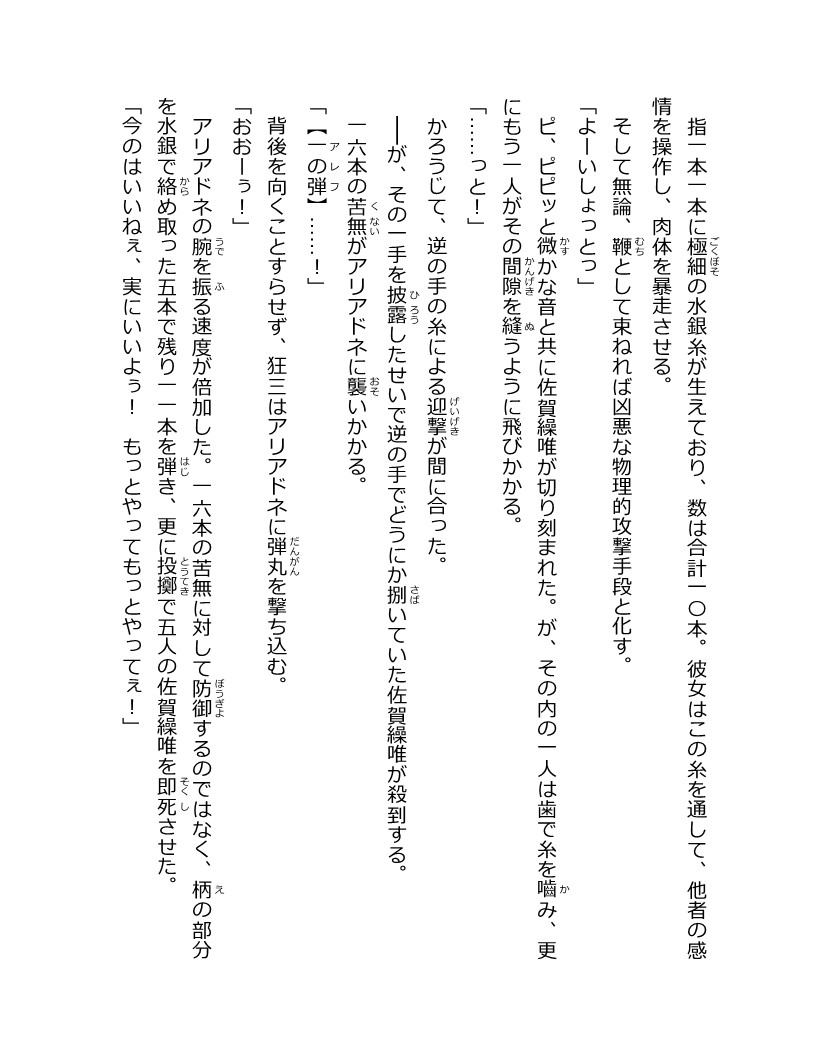 指一本一本に極細の水銀糸が生えており、数は合計一〇本。彼女はこの糸を通して、他者の感
情を操作し、肉体を暴走させる。
　そして無論、鞭として束ねれば凶悪な物理的攻撃手段と化す。
「よーいしょっとっ」
　ピ、ピピッと微かな音と共に佐賀繰唯が切り刻まれた。が、その内の一人は歯で糸を嚙み、更
にもう一人がその間隙を縫うように飛びかかる。
「……っと！」
　かろうじて、逆の手の糸による迎撃が間に合った。
　――が、その一手を披露したせいで逆の手でどうにか捌いていた佐賀繰唯が殺到する。
　一六本の苦無がアリアドネに襲いかかる。
「【一の弾】……！」
　背後を向くことすらせず、狂三はアリアドネに弾丸を撃ち込む。
「おおーぅ！」
　アリアドネの腕を振る速度が倍加した。一六本の苦無に対して防御するのではなく、柄の部分
を水銀で絡め取った五本で残り一一本を弾き、更に投擲で五人の佐賀繰唯を即死させた。
「今のはいいねぇ、実にいいよぅ！　もっとやってもっとやってぇ！」